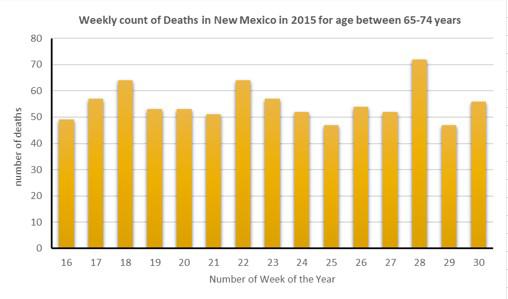 Weekly count of Deaths in New Mexico in 2015 for age between 65-74 years
80
70
60
50
40
30
20
10
0
number of deaths
16 17 18 19 20 21 22 23 24 25 26 27 28 29 30
Number of Week of the Year